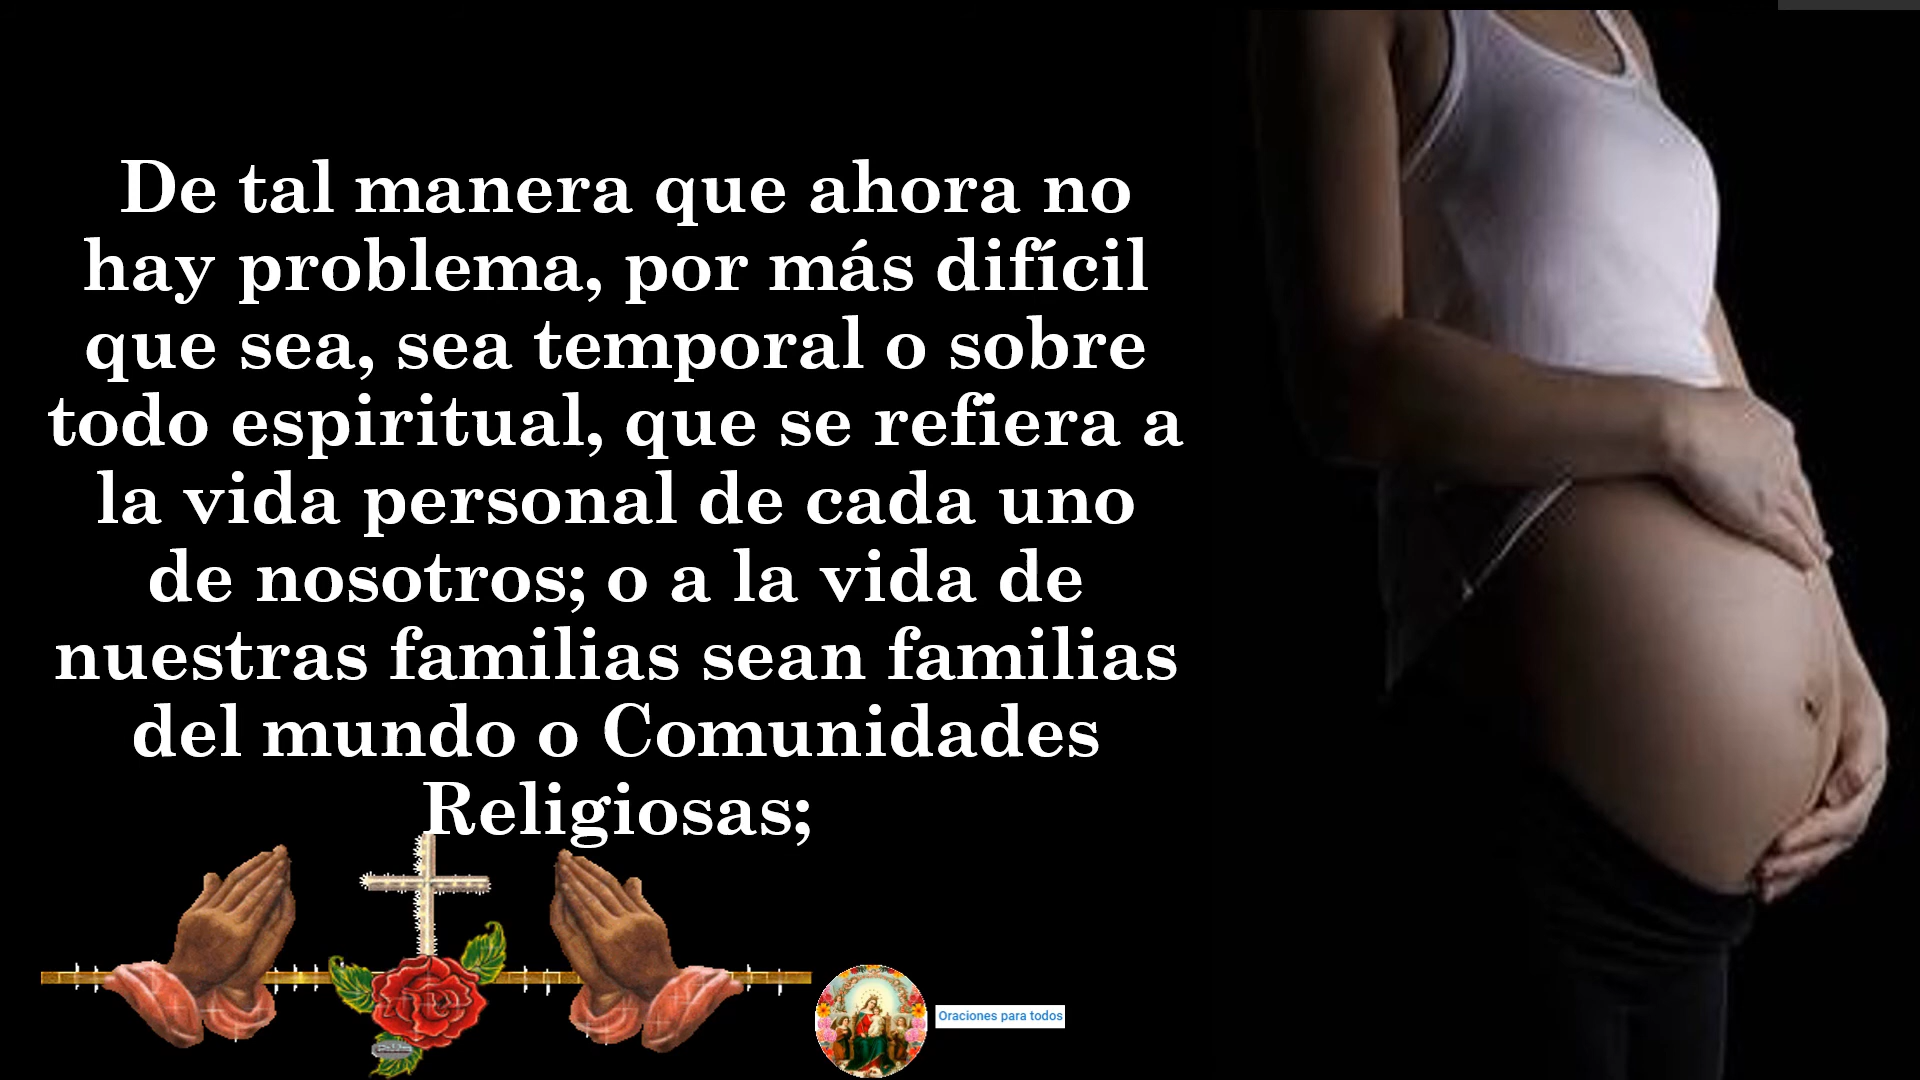 De tal manera que ahora no
hay problema, por más difícil
que sea, sea temporal o sobre
todo espiritual, que se refiera a
la vida personal de cada uno
de nosotros; o a la vida de
nuestras familias sean familias
del mundo o Comunidades
Religiosas;
Oraciones para todos